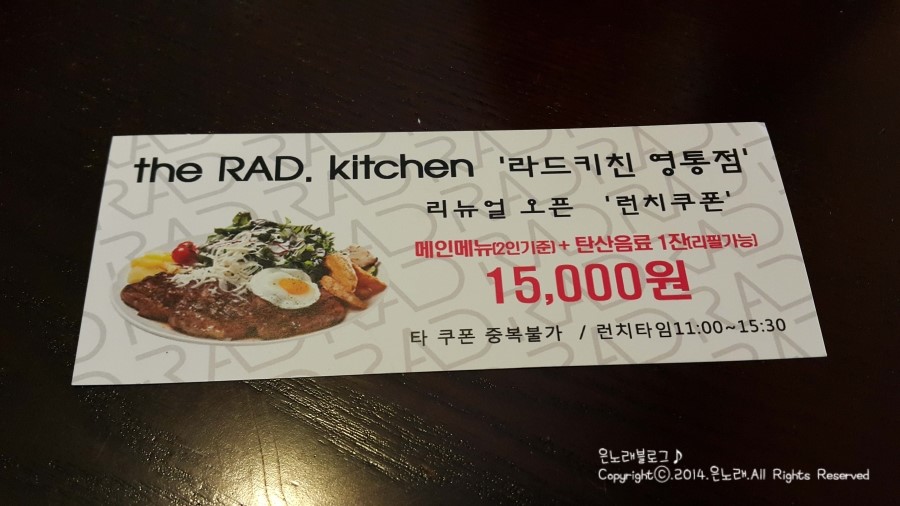 the RAD. kitchen '라드키친 영통점'
리뉴얼 오픈 '런치쿠폰'
메인메뉴(2인기준) + 탄산음료 1잔(리필가능)
15,000원
타 쿠폰 중복불가 / 런치타임11:00~15:30
은노래블로그♪
Copyrightⓒ.2014.은노래.All Rights Reserved